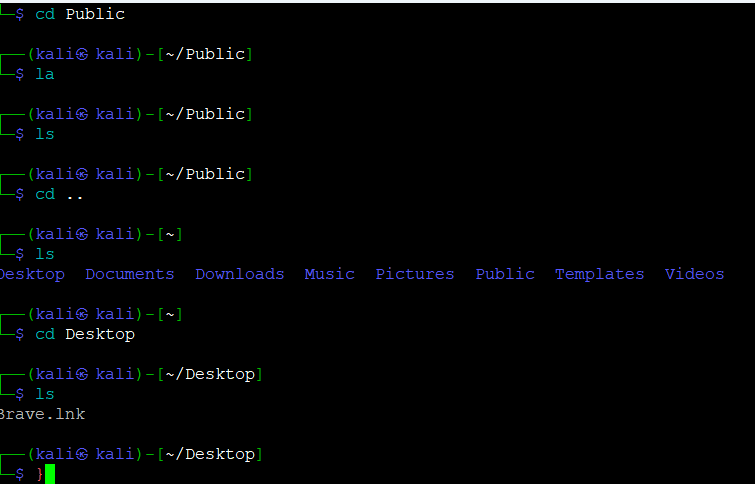 └─$ cd Public
┌──(kali㉿ kali)-[~/Public]
└─$ la
┌──(kali㉿ kali)-[~/Public]
└─$ ls
┌──(kali㉿ kali)-[~/Public]
└─$ cd ..
┌──(kali㉿ kali)-[~]
└─$ ls
Desktop  Documents  Downloads  Music  Pictures  Public  Templates  Videos
┌──(kali㉿ kali)-[~]
└─$ cd Desktop
┌──(kali㉿ kali)-[~/Desktop]
└─$ ls
Brave.lnk
┌──(kali㉿ kali)-[~/Desktop]
└─$ }